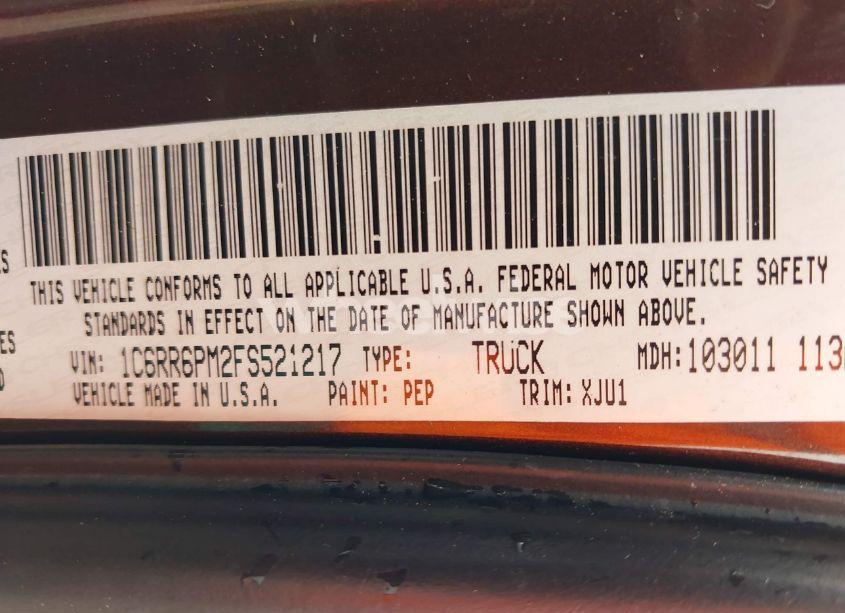 THIS VEHICLE CONFORMS TO ALL APPLICABLE U.S.A. FEDERAL MOTOR VEHICLE SAFETY
STANDARDS IN EFFECT ON THE DATE OF MANUFACTURE SHOWN ABOVE.
VIN: 1C6RR6PM2FS521217 TYPE: TRUCK MDH: 103011 113
VEHICLE MADE IN U.S.A. PAINT: PEP TRIM: XJU1